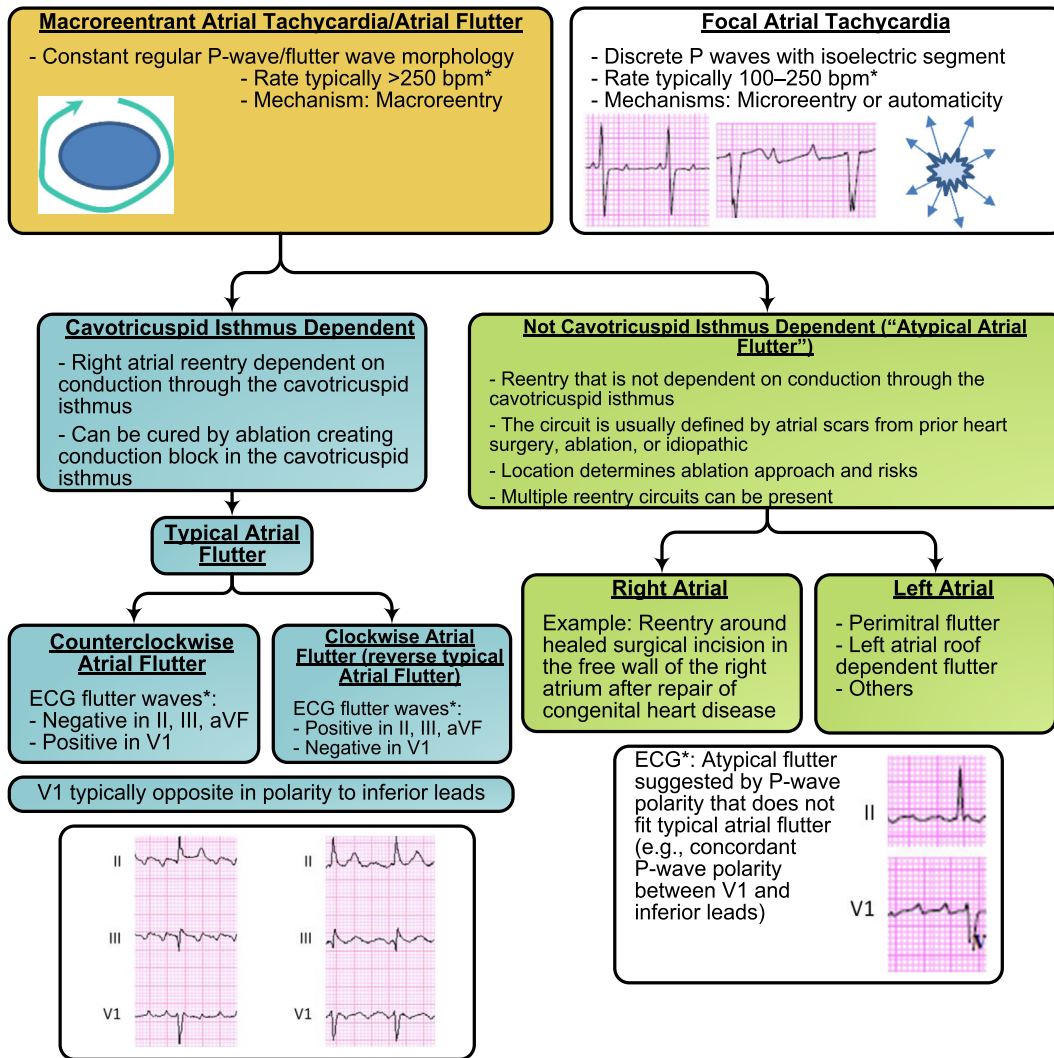 Macroreentrant Atrial Tachycardia/Atrial Flutter
- Constant regular P-wave/flutter wave morphology
- Rate typically >250 bpm*
- Mechanism: Macroreentry
Focal Atrial Tachycardia
- Discrete P waves with isoelectric segment
- Rate typically 100–250 bpm*
- Mechanisms: Microreentry or automaticity
Cavotricuspid Isthmus Dependent
- Right atrial reentry dependent on
conduction through the cavotricuspid
isthmus
- Can be cured by ablation creating
conduction block in the cavotricuspid
isthmus
Not Cavotricuspid Isthmus Dependent (“Atypical Atrial
Flutter”)
- Reentry that is not dependent on conduction through the
cavotricuspid isthmus
- The circuit is usually defined by atrial scars from prior heart
surgery, ablation, or idiopathic
- Location determines ablation approach and risks
- Multiple reentry circuits can be present
Typical Atrial
Flutter
Counterclockwise
Atrial Flutter
ECG flutter waves*:
- Negative in II, III, aVF
- Positive in V1
Clockwise Atrial
Flutter (reverse typical
Atrial Flutter)
ECG flutter waves*:
- Positive in II, III, aVF
- Negative in V1
V1 typically opposite in polarity to inferior leads
II
III
V1
II
III
V1
Right Atrial
Example: Reentry around
healed surgical incision in
the free wall of the right
atrium after repair of
congenital heart disease
Left Atrial
- Perimitral flutter
- Left atrial roof
dependent flutter
- Others
ECG*: Atypical flutter
suggested by P-wave
polarity that does not
fit typical atrial flutter
(e.g., concordant
P-wave polarity
between V1 and
inferior leads)
II
V1